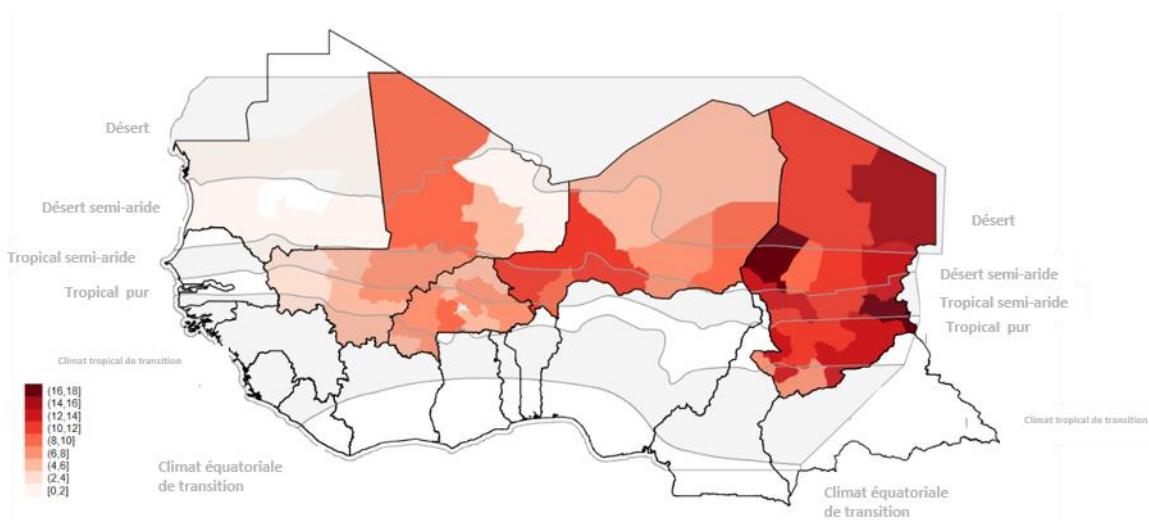 Désert
Désert semi-aride
Tropical semi-aride
Tropical pur
Climat tropical de transition
Désert
Désert semi-aride
Tropical semi-aride
Tropical pur
(16,18]
(14,16]
(12,14]
(10,12]
(8,10]
(6,8]
(4,6]
(2,4]
[0,2]
Climat équatoriale
de transition
Climat tropical de transition
Climat équatoriale
de transition